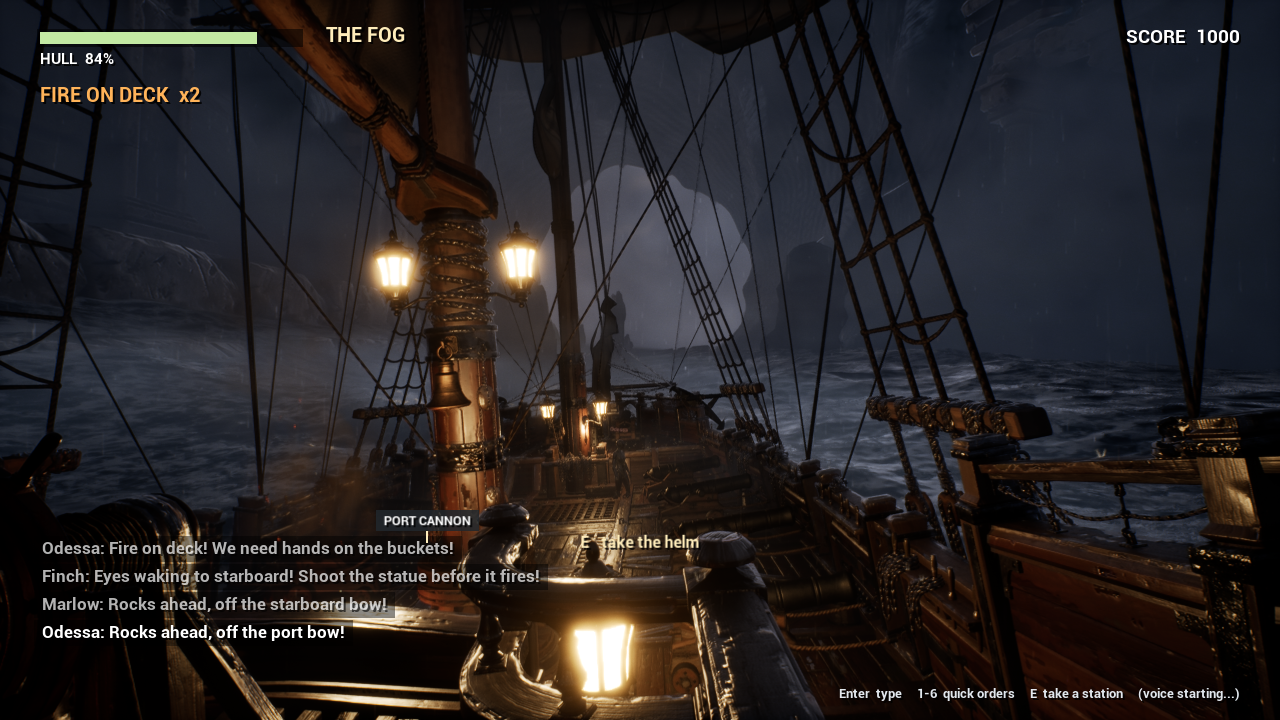 THE FOG
SCORE 1000
HULL 84%
FIRE ON DECK x2
PORT CANNON
E take the helm
Odessa: Fire on deck! We need hands on the buckets!
Finch: Eyes waking to starboard! Shoot the statue before it fires!
Marlow: Rocks ahead, off the starboard bow!
Odessa: Rocks ahead, off the port bow!
Enter type 1-6 quick orders E take a station (voice starting...)